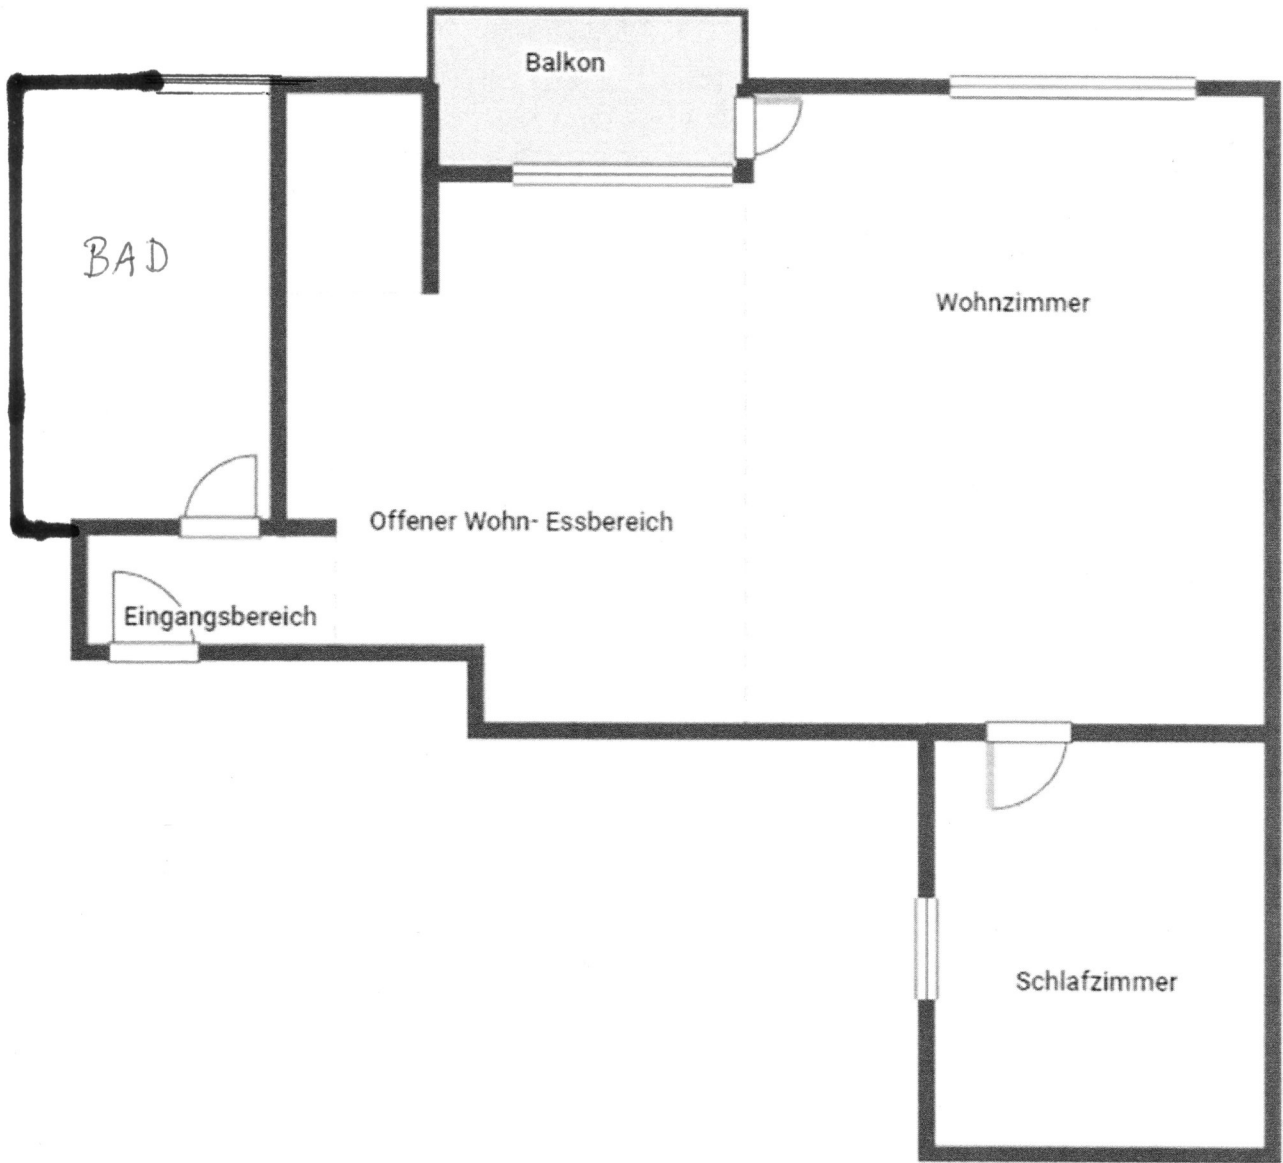 Balkon
BAD
Wohnzimmer
Offener Wohn- Essbereich
Eingangsbereich
Schlafzimmer